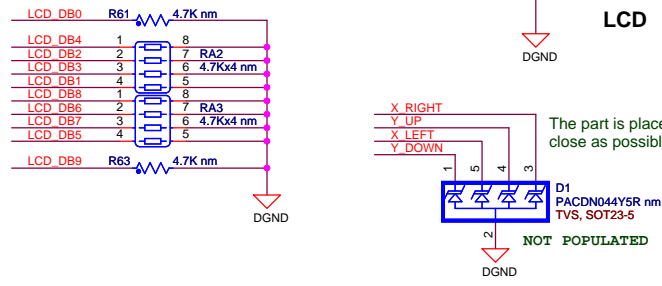 LCD_DB0 R61 4.7K nm
LCD_DB4 1 8
LCD_DB2 2 7 RA2
LCD_DB3 3 6 4.7Kx4 nm
LCD_DB1 4 5
LCD_DB8 1 8
LCD_DB6 2 7 RA3
LCD_DB7 3 6 4.7Kx4 nm
LCD_DB5 4 5
LCD_DB9 R63 4.7K nm
DGND
LCD
DGND
X_RIGHT
Y_UP
X_LEFT
Y_DOWN
The part is place
close as possibl
1 5 4 3
D1
PACDN044Y5R nm
TVS, SOT23-5
2
NOT POPULATED
DGND